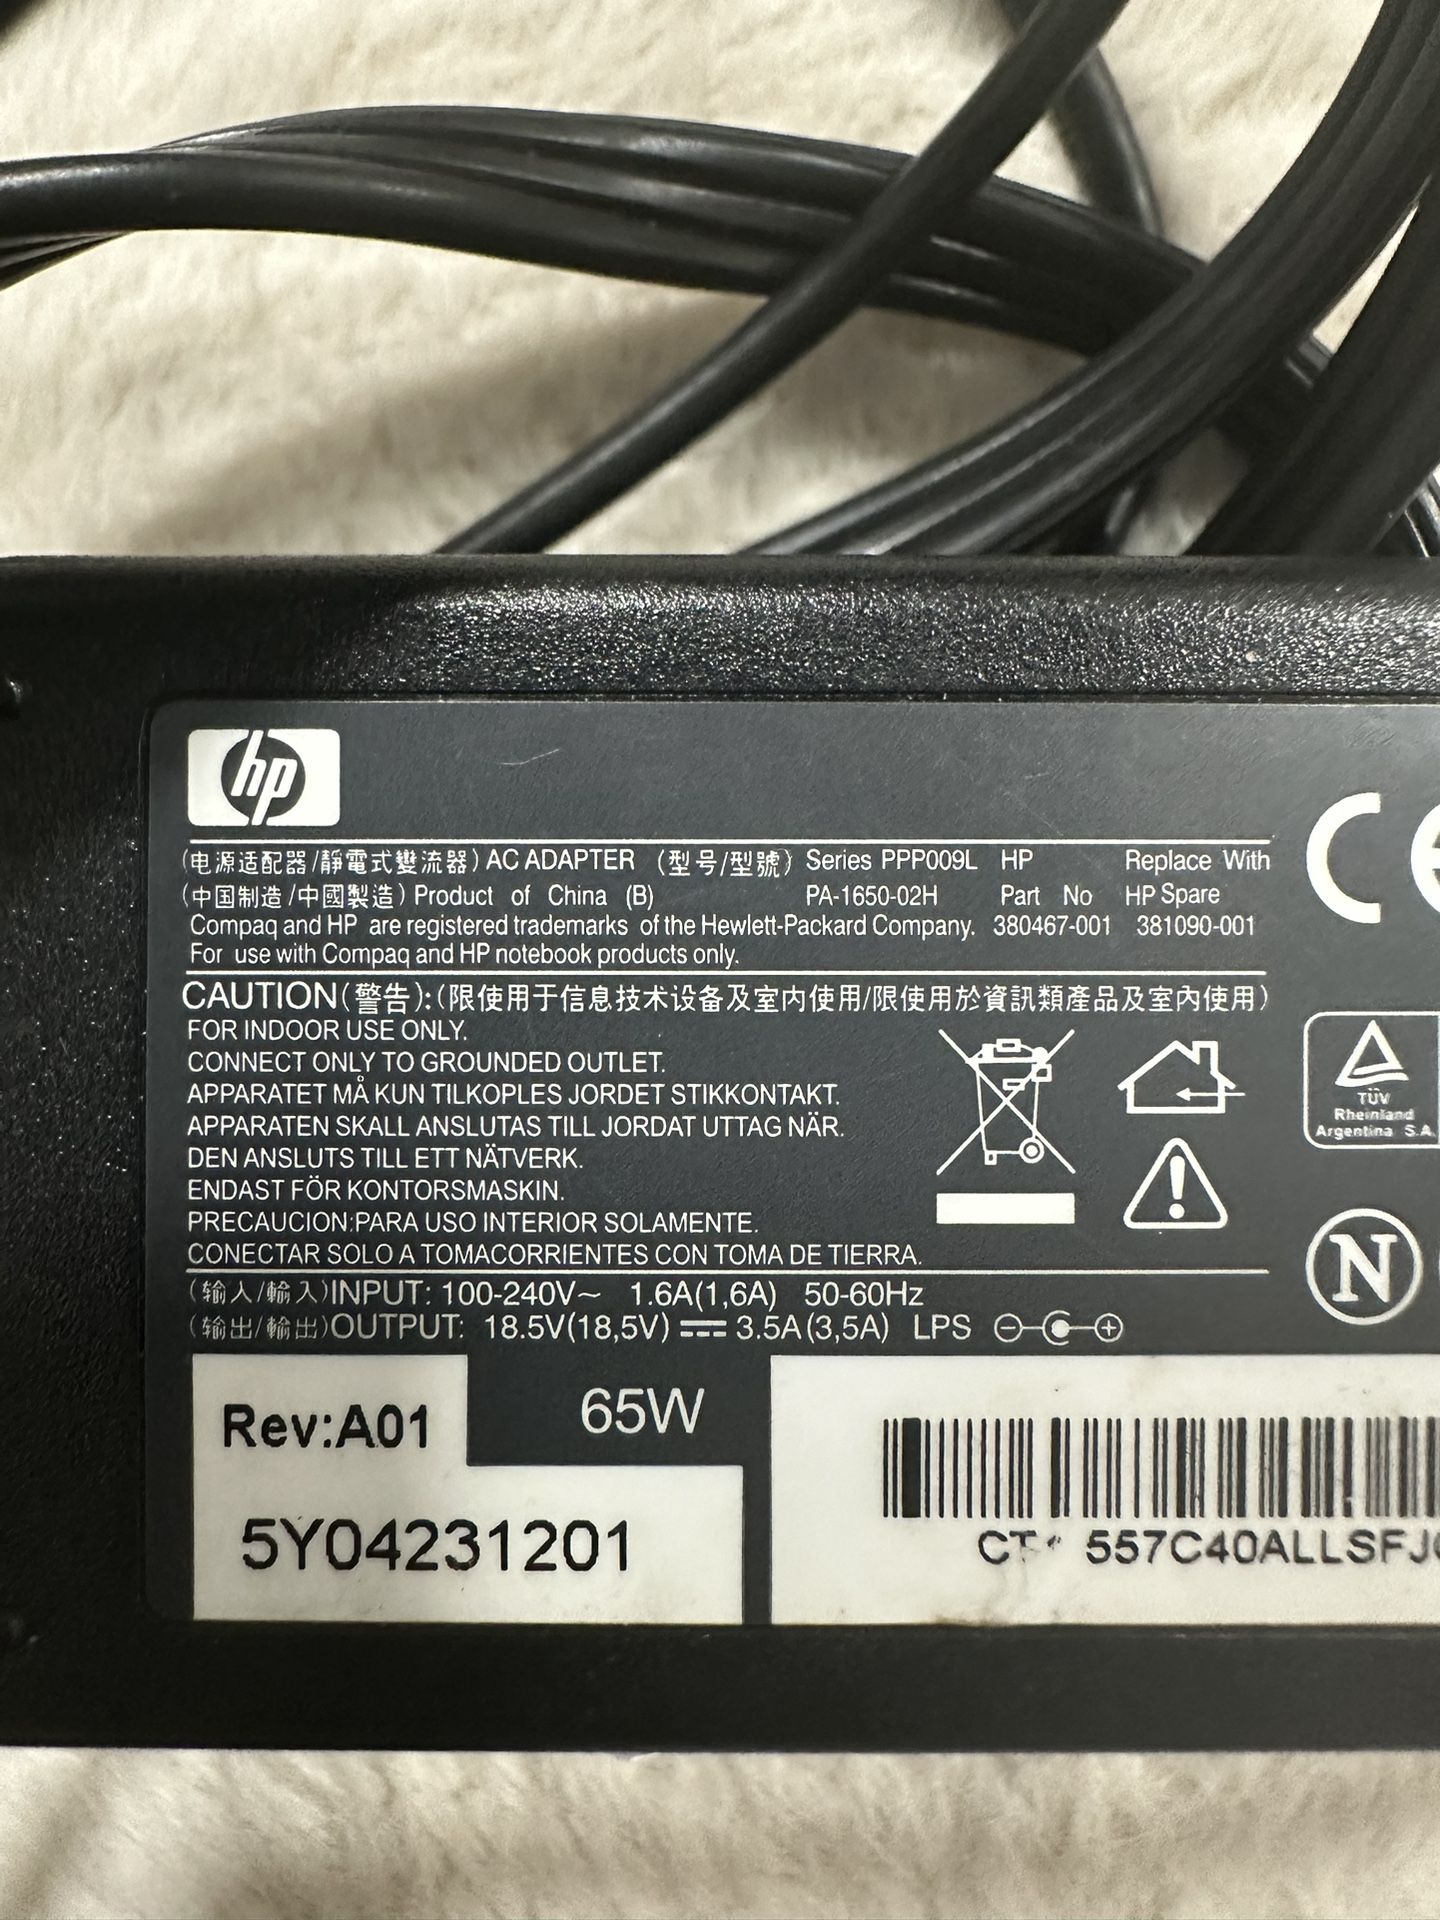 hp
(电源适配器/靜電式變流器) AC ADAPTER (型号/型號) Series PPP009L HP Replace With
(中国制造/中國製造) Product of China (B) PA-1650-02H Part No HP Spare
Compaq and HP are registered trademarks of the Hewlett-Packard Company. 380467-001 381090-001
For use with Compaq and HP notebook products only.
CAUTION(警告):(限使用于信息技术设备及室内使用/限使用於資訊類產品及室內使用)
FOR INDOOR USE ONLY.
CONNECT ONLY TO GROUNDED OUTLET.
APPARATET MÅ KUN TILKOPLES JORDET STIKKONTAKT.
APPARATEN SKALL ANSLUTAS TILL JORDAT UTTAG NÄR.
DEN ANSLUTS TILL ETT NÄTVERK.
ENDAST FÖR KONTORSMASKIN.
PRECAUCION:PARA USO INTERIOR SOLAMENTE.
CONECTAR SOLO A TOMACORRIENTES CON TOMA DE TIERRA.
(输入/輸入)INPUT: 100-240V~ 1.6A(1,6A) 50-60Hz
(输出/輸出)OUTPUT: 18.5V(18,5V) ⎓ 3.5A(3,5A) LPS
CE
TÜV
Rheinland
Argentina S.A.
N
Rev:A01
65W
5Y04231201
557C40ALLSFJ